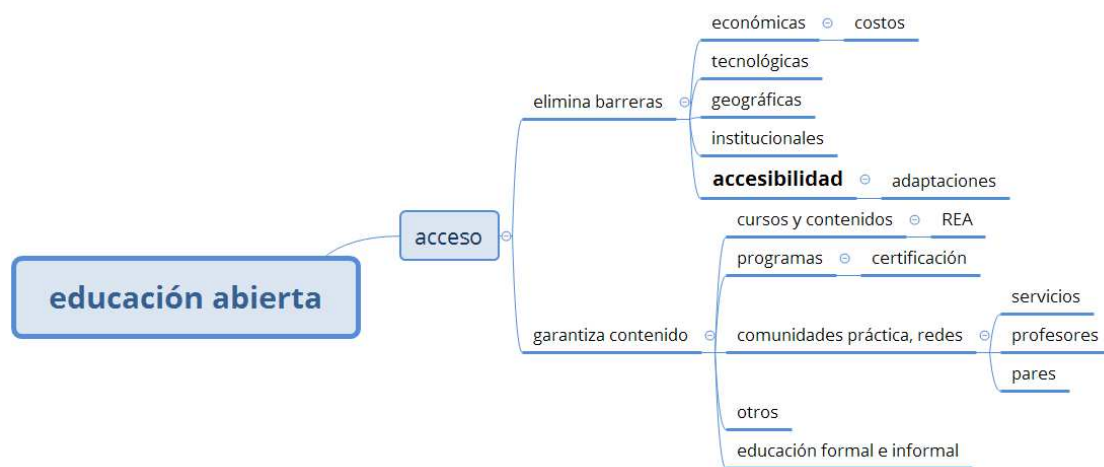 educación abierta
acceso
elimina barreras
económicas
costos
tecnológicas
geográficas
institucionales
accesibilidad
adaptaciones
garantiza contenido
cursos y contenidos
REA
programas
certificación
comunidades práctica, redes
servicios
profesores
pares
otros
educación formal e informal